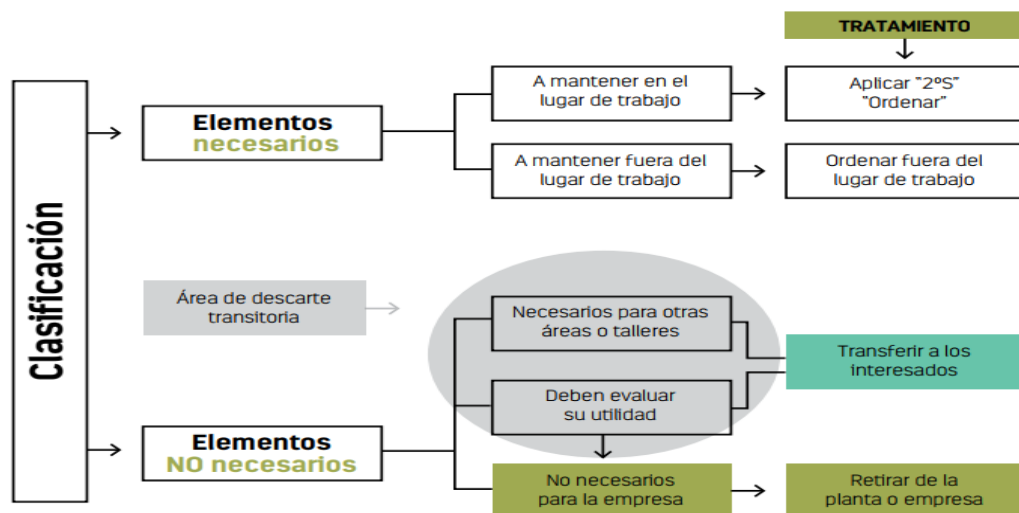 TRATAMIENTO
Clasificación
Elementos
necesarios
A mantener en el
lugar de trabajo
Aplicar "2ºS"
"Ordenar"
A mantener fuera del
lugar de trabajo
Ordenar fuera del
lugar de trabajo
Área de descarte
transitoria
Necesarios para otras
áreas o talleres
Transferir a los
interesados
Deben evaluar
su utilidad
Elementos
NO necesarios
No necesarios
para la empresa
Retirar de la
planta o empresa